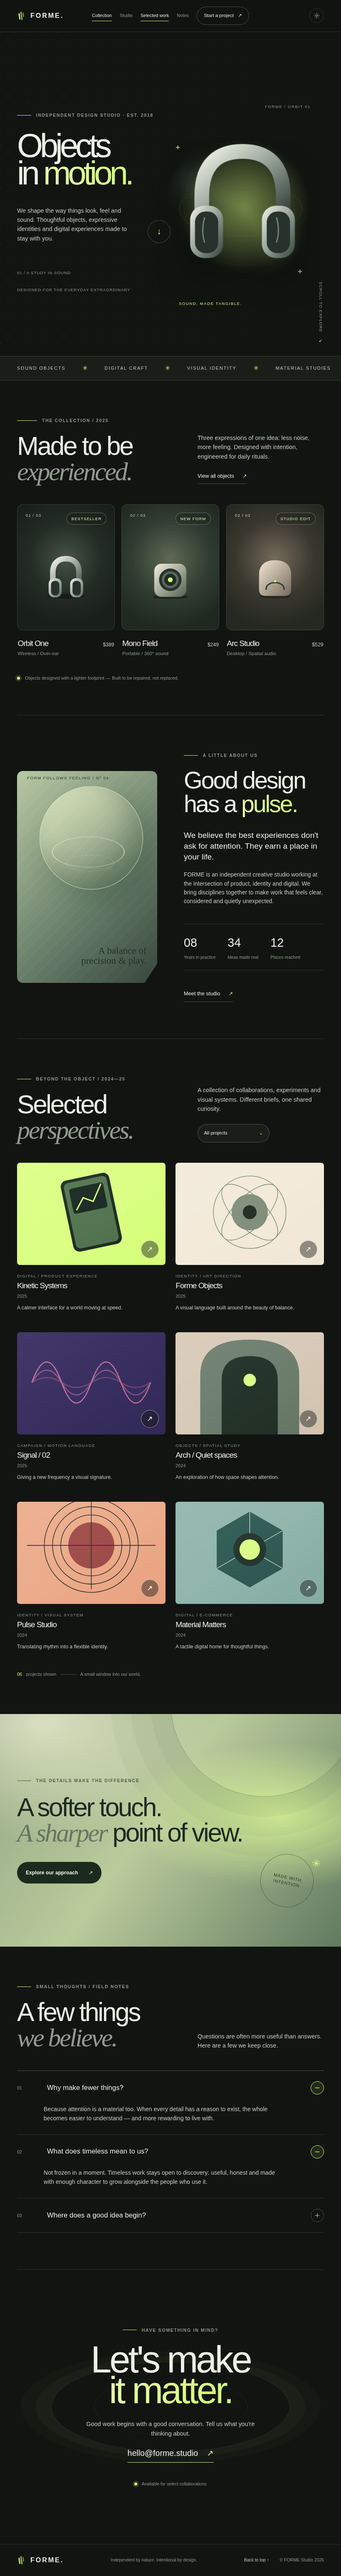 FORME.
Collection Studio Selected work Notes Start a project ↗
FORME / ORBIT 01
INDEPENDENT DESIGN STUDIO · EST. 2018
Objects
in motion.
We shape the way things look, feel and
sound. Thoughtful objects, expressive
identities and digital experiences made to
stay with you.
01 / A STUDY IN SOUND
DESIGNED FOR THE EVERYDAY EXTRAORDINARY
SOUND, MADE TANGIBLE.
SCROLL TO EXPLORE
SOUND OBJECTS DIGITAL CRAFT VISUAL IDENTITY MATERIAL STUDIES
THE COLLECTION / 2025
Made to be
experienced.
Three expressions of one idea: less noise,
more feeling. Designed with intention,
engineered for daily rituals.
View all objects ↗
01 / 03 BESTSELLER
02 / 03 NEW FORM
03 / 03 STUDIO EDIT
Orbit One $389
Wireless / Over-ear
Mono Field $249
Portable / 360° sound
Arc Studio $529
Desktop / Spatial audio
Objects designed with a lighter footprint — Built to be repaired, not replaced.
FORM FOLLOWS FEELING / Nº 04
A balance of
precision & play.
A LITTLE ABOUT US
Good design
has a pulse.
We believe the best experiences don't
ask for attention. They earn a place in
your life.
FORME is an independent creative studio working at
the intersection of product, identity and digital. We
bring disciplines together to make work that feels clear,
considered and quietly unexpected.
08 34 12
Years in practice Ideas made real Places reached
Meet the studio ↗
BEYOND THE OBJECT / 2024—25
Selected
perspectives.
A collection of collaborations, experiments and
visual systems. Different briefs, one shared
curiosity.
All projects
DIGITAL / PRODUCT EXPERIENCE
Kinetic Systems
2025
A calmer interface for a world moving at speed.
IDENTITY / ART DIRECTION
Forme Objects
2025
A visual language built around the beauty of balance.
CAMPAIGN / MOTION LANGUAGE
Signal / 02
2025
Giving a new frequency a visual signature.
OBJECTS / SPATIAL STUDY
Arch / Quiet spaces
2024
An exploration of how space shapes attention.
IDENTITY / VISUAL SYSTEM
Pulse Studio
2024
Translating rhythm into a flexible identity.
DIGITAL / E-COMMERCE
Material Matters
2024
A tactile digital home for thoughtful things.
06 projects shown A small window into our world.
THE DETAILS MAKE THE DIFFERENCE
A softer touch.
A sharper point of view.
Explore our approach ↗
MADE WITH
INTENTION
SMALL THOUGHTS / FIELD NOTES
A few things
we believe.
Questions are often more useful than answers.
Here are a few we keep close.
01 Why make fewer things?
Because attention is a material too. When every detail has a reason to exist, the whole
becomes easier to understand — and more rewarding to live with.
02 What does timeless mean to us?
Not frozen in a moment. Timeless work stays open to discovery: useful, honest and made
with enough character to grow alongside the people who use it.
03 Where does a good idea begin?
HAVE SOMETHING IN MIND?
Let's make
it matter.
Good work begins with a good conversation. Tell us what you're
thinking about.
hello@forme.studio ↗
Available for select collaborations
FORME.
Independent by nature. Intentional by design.
Back to top ↑
© FORME Studio 2025